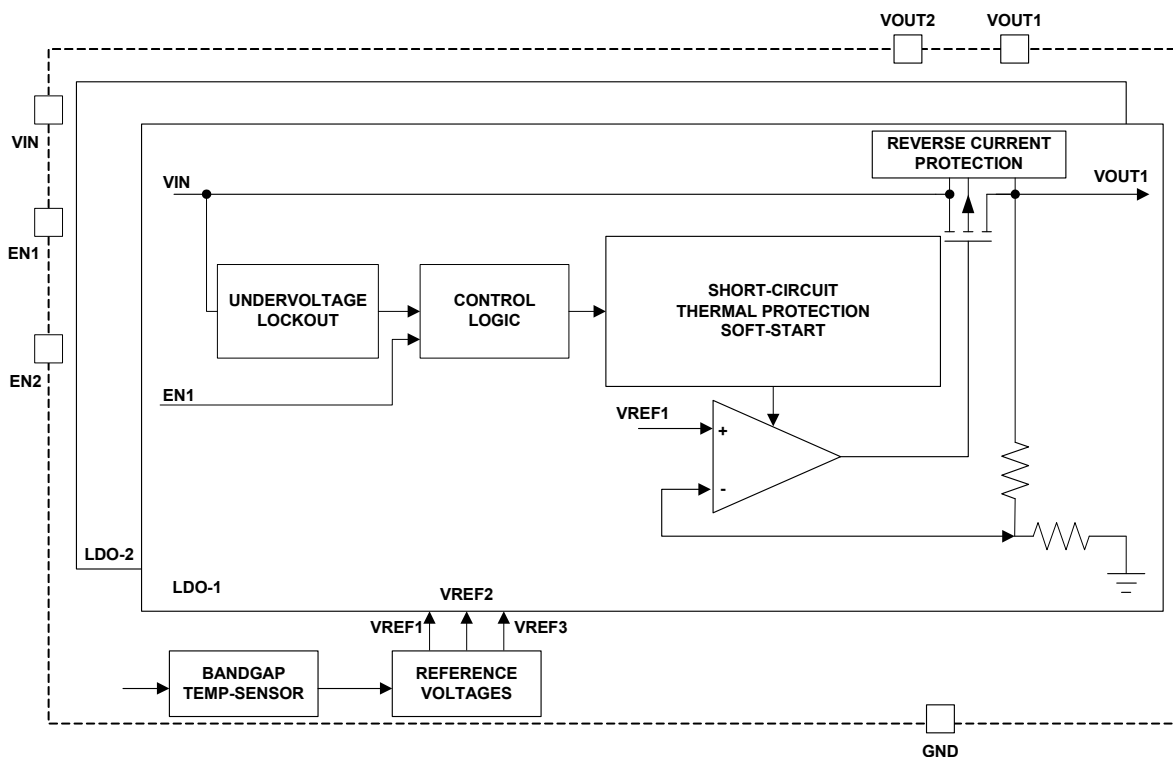 VOUT2
VOUT1
VIN
REVERSE CURRENT
PROTECTION
VIN
VOUT1
EN1
UNDERVOLTAGE
LOCKOUT
CONTROL
LOGIC
SHORT-CIRCUIT
THERMAL PROTECTION
SOFT-START
EN2
EN1
VREF1
+
-
LDO-2
LDO-1
VREF2
VREF1
VREF3
BANDGAP
TEMP-SENSOR
REFERENCE
VOLTAGES
GND